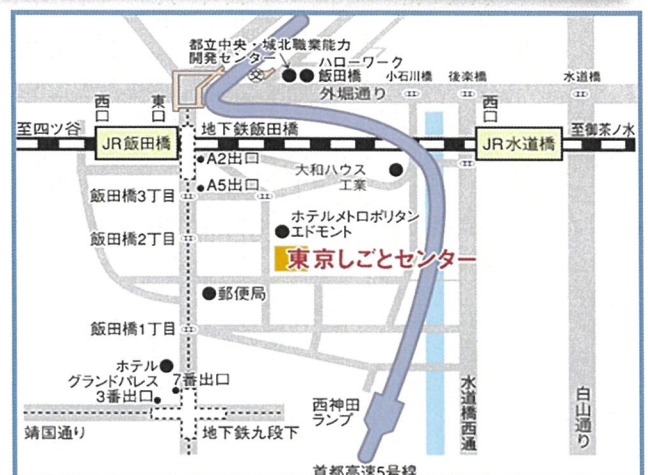 都立中央・城北職業能力
開発センター
ハローワーク
飯田橋
小石川橋
後楽橋
水道橋
外堀通り
西口
東口
西口
至四ツ谷
JR飯田橋
地下鉄飯田橋
JR水道橋
至御茶ノ水
A2出口
A5出口
大和ハウス
工業
飯田橋3丁目
ホテルメトロポリタン
エドモント
飯田橋2丁目
東京しごとセンター
郵便局
飯田橋1丁目
ホテル
グランドパレス
7番出口
3番出口
西神田
ランプ
水道橋西通
白山通り
靖国通り
地下鉄九段下
首都高速5号線